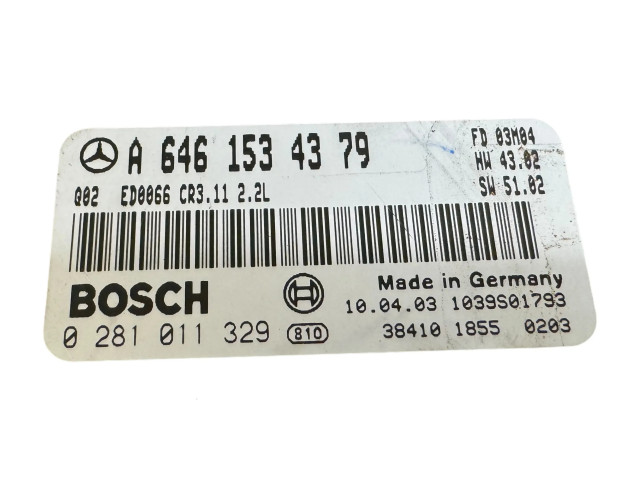 A 646 153 43 79
FD 03M04
HW 43.02
Q02 ED0066 CR3.11 2.2L
SW 51.02
BOSCH
Made in Germany
10.04.03 1039S01793
0 281 011 329 810
38410 1855 0203